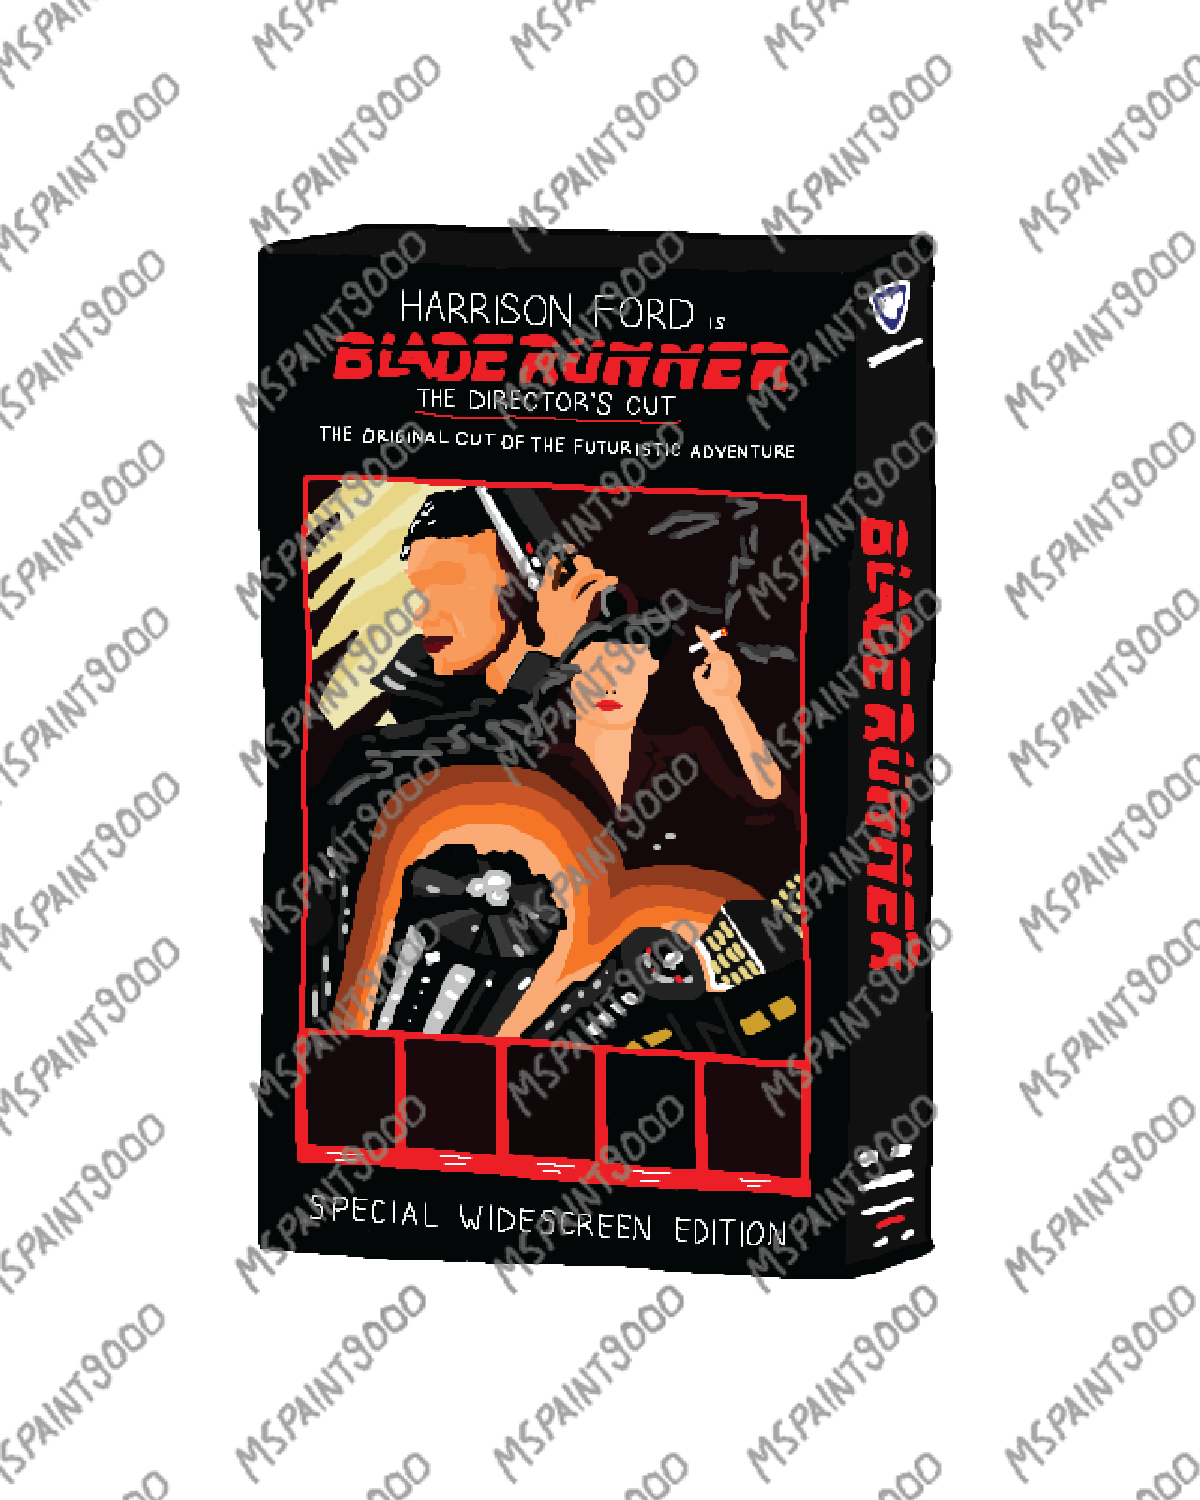 HARRISON FORD IS
BLADE RUNNER
THE DIRECTOR'S CUT
THE ORIGINAL CUT OF THE FUTURISTIC ADVENTURE
SPECIAL WIDESCREEN EDITION
BLADE RUNNER
MSPAINT9000